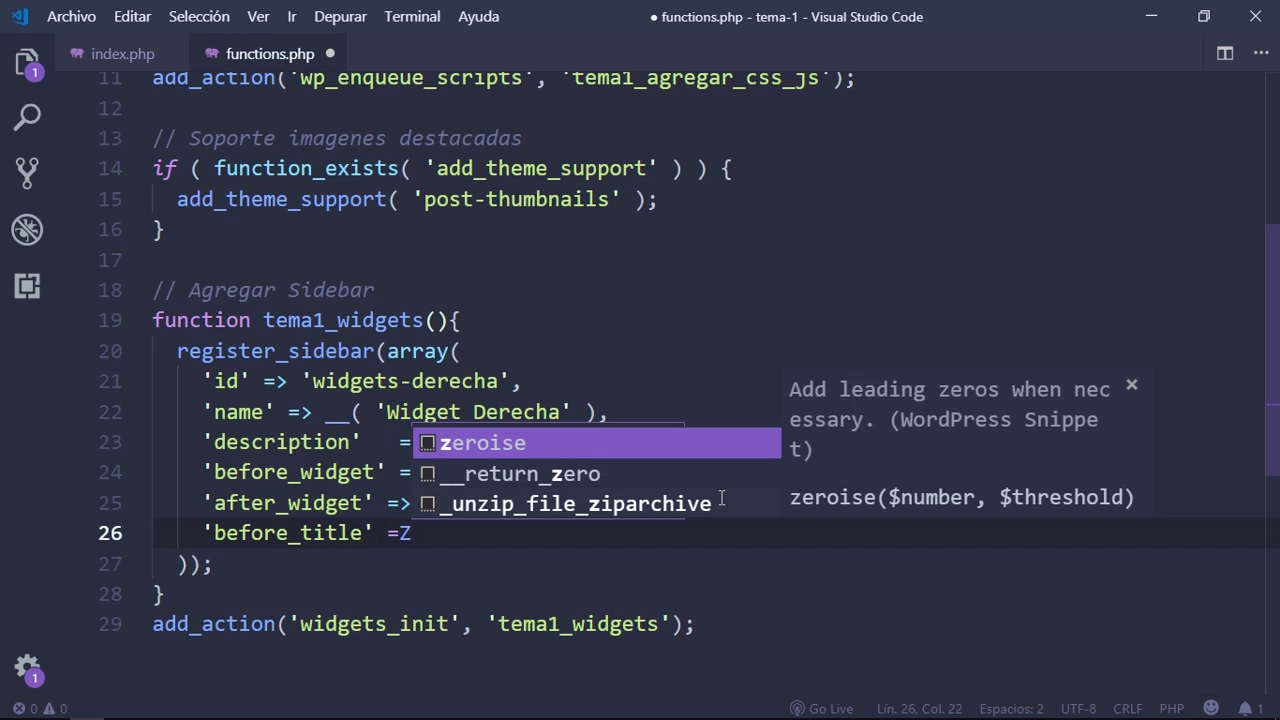 Archivo Editar Selección Ver Ir Depurar Terminal Ayuda ● functions.php - tema-1 - Visual Studio Code
index.php functions.php ●
1
11 add_action('wp_enqueue_scripts', 'tema1_agregar_css_js');
12
13 // Soporte imagenes destacadas
14 if ( function_exists( 'add_theme_support' ) ) {
15 add_theme_support( 'post-thumbnails' );
16 }
17
18 // Agregar Sidebar
19 function tema1_widgets(){
20 register_sidebar(array(
21 'id' => 'widgets-derecha',
22 'name' => __( 'Widget Derecha' ),
23 'description' =
24 'before_widget' =
25 'after_widget' =>
26 'before_title' =Z
27 ));
28 }
29 add_action('widgets_init', 'tema1_widgets');
zeroise
__return_zero
_unzip_file_ziparchive
Add leading zeros when nec
essary. (WordPress Snippe
t)
zeroise($number, $threshold)
1
0 0 Go Live Lín. 26, Col. 22 Espacios: 2 UTF-8 CRLF PHP 1